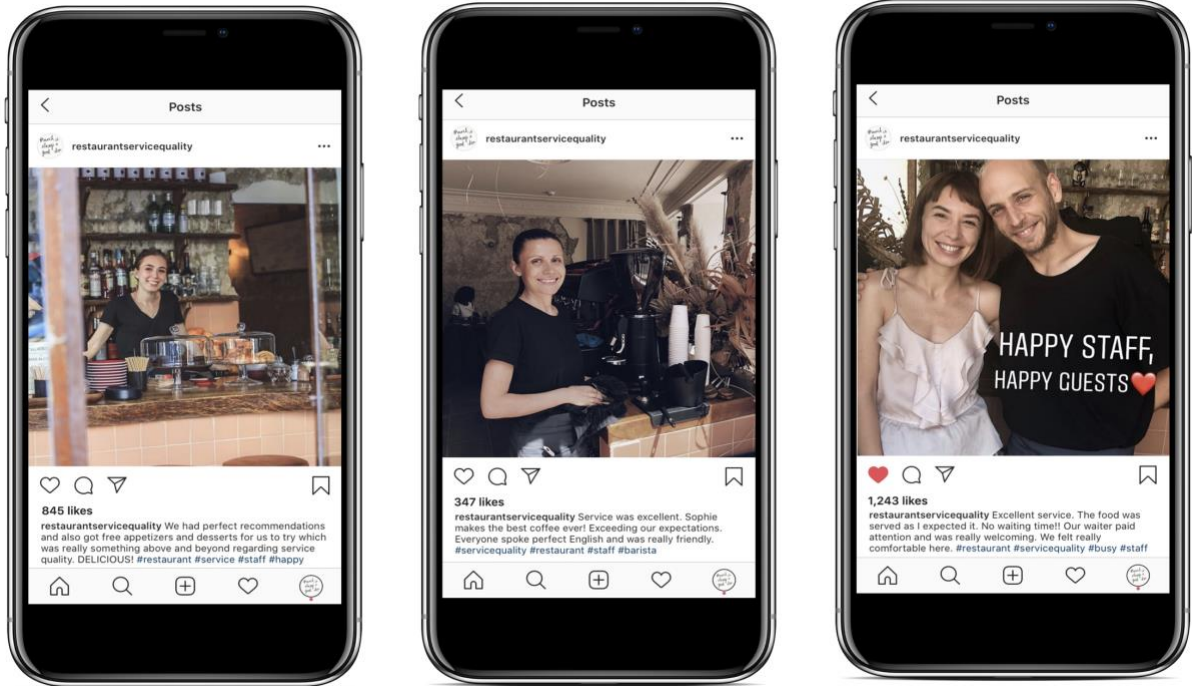 Posts
restaurantservicequality
845 likes
restaurantservicequality We had perfect recommendations
and also got free appetizers and desserts for us to try which
was really something above and beyond regarding service
quality. DELICIOUS! #restaurant #service #staff #happy
Posts
restaurantservicequality
347 likes
restaurantservicequality Service was excellent. Sophie
makes the best coffee ever! Exceeding our expectations.
Everyone spoke perfect English and was really friendly.
#servicequality #restaurant #staff #barista
Posts
restaurantservicequality
HAPPY STAFF,
HAPPY GUESTS❤️
1,243 likes
restaurantservicequality Excellent service. The food was
served as I expected it. No waiting time!! Our waiter paid
attention and was really welcoming. We felt really
comfortable here. #restaurant #servicequality #busy #staff